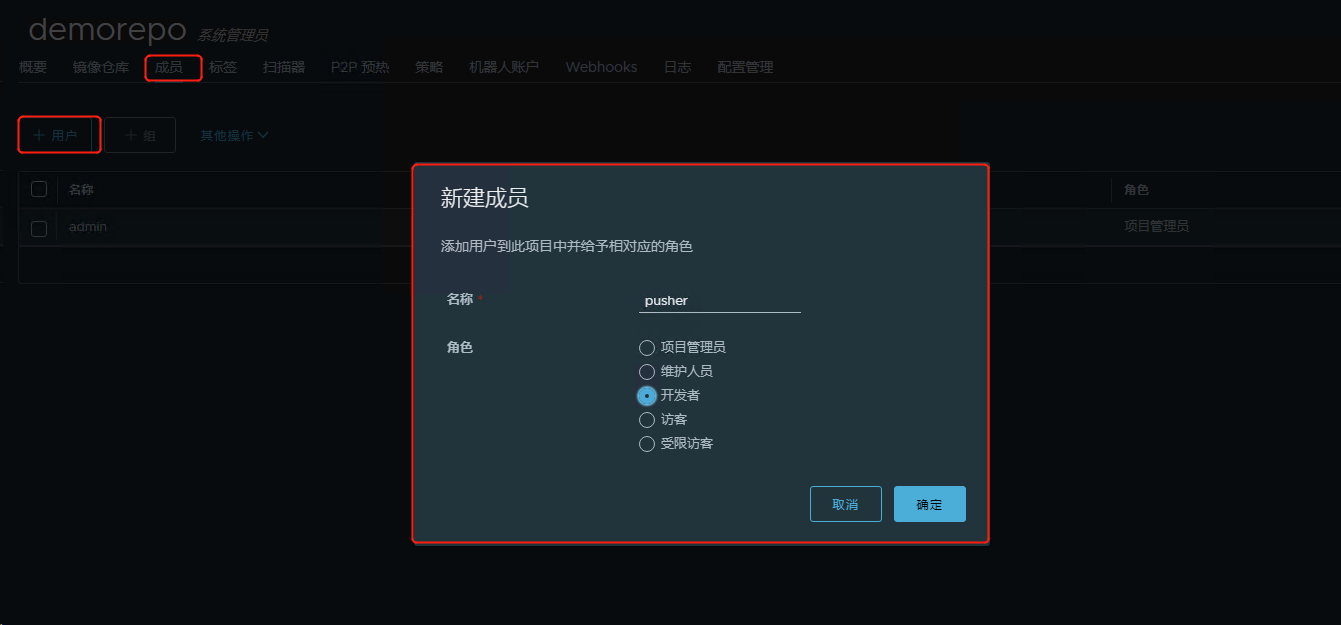 demorepo 系统管理员
概要 镜像仓库 成员 标签 扫描器 P2P 预热 策略 机器人账户 Webhooks 日志 配置管理
+ 用户 + 组 其他操作
名称 角色
admin 项目管理员
新建成员
添加用户到此项目中并给予相对应的角色
名称 * pusher
角色 项目管理员
维护人员
开发者
访客
受限访客
取消 确定